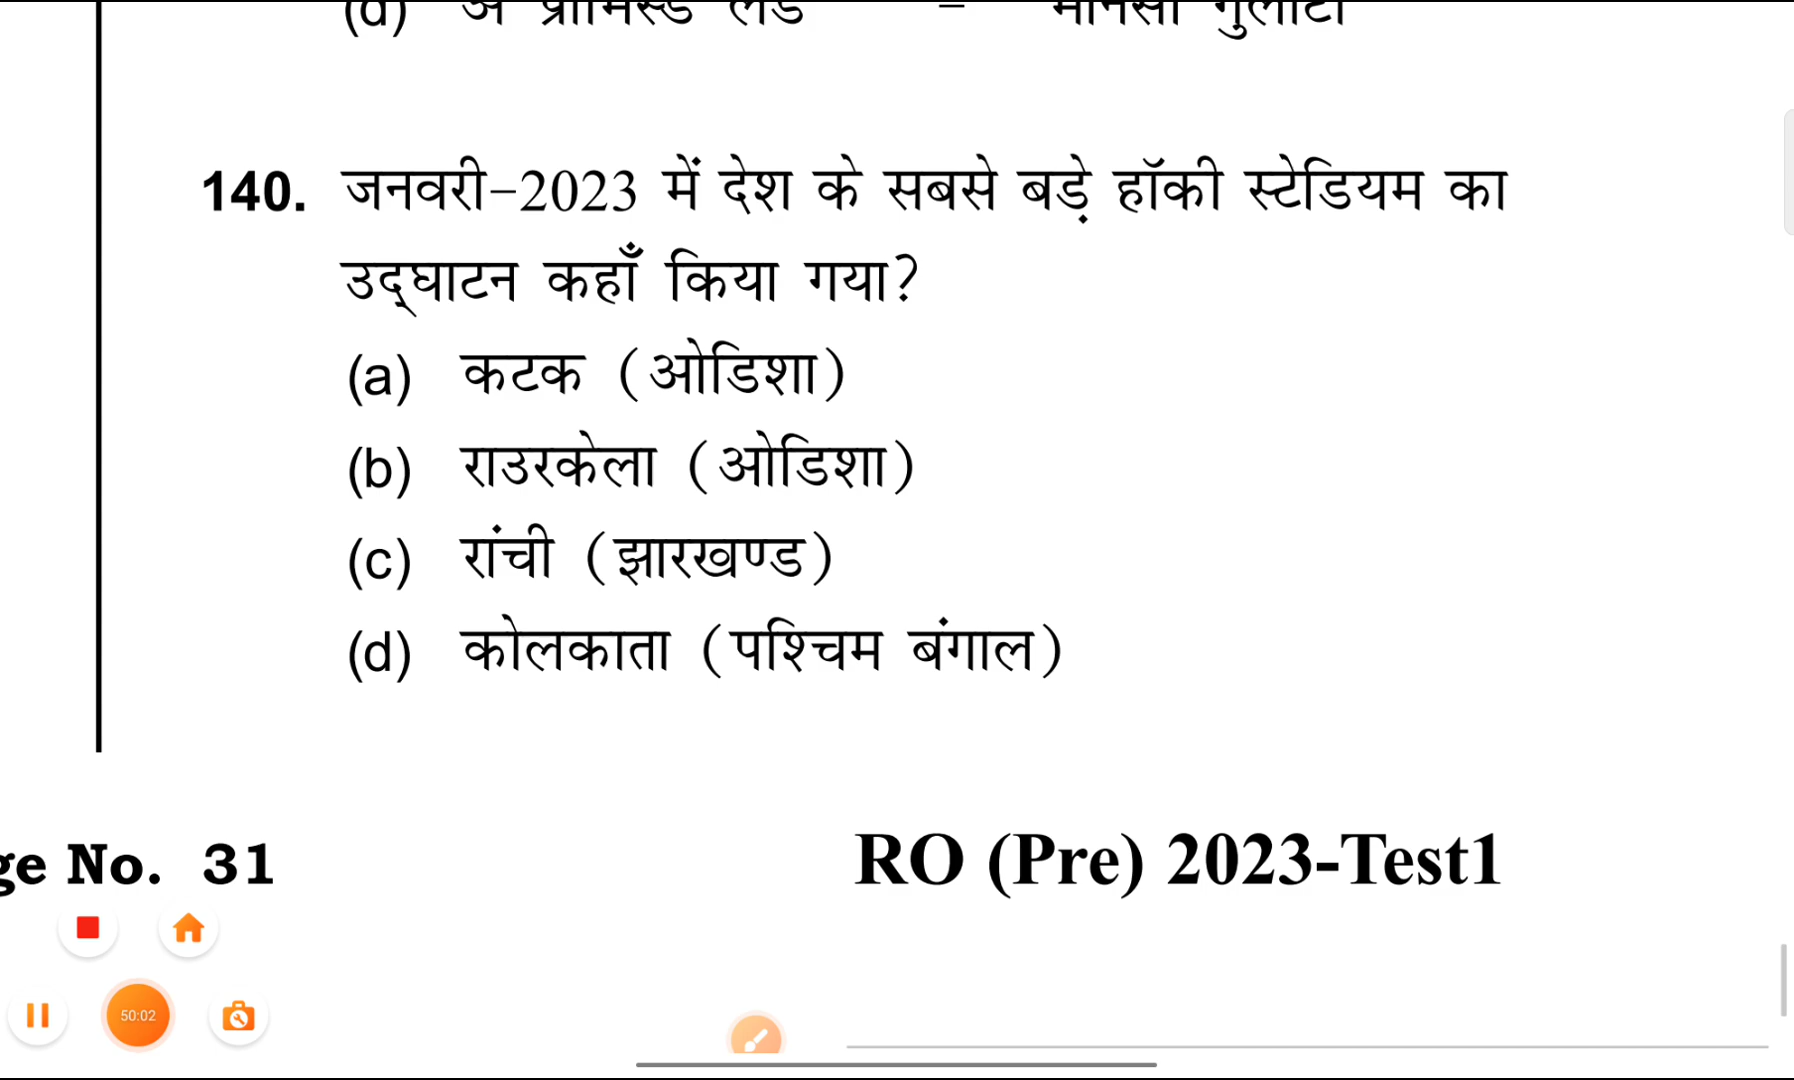 (d) अ प्रॉमिस्ड लैंड – मानसी गुलाटी
140. जनवरी-2023 में देश के सबसे बड़े हॉकी स्टेडियम का
उद्घाटन कहाँ किया गया?
(a) कटक (ओडिशा)
(b) राउरकेला (ओडिशा)
(c) रांची (झारखण्ड)
(d) कोलकाता (पश्चिम बंगाल)
ge No. 31
RO (Pre) 2023-Test1
50:02